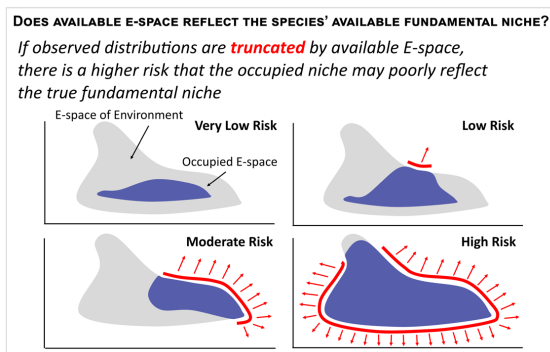 DOES AVAILABLE E-SPACE REFLECT THE SPECIES' AVAILABLE FUNDAMENTAL NICHE?
If observed distributions are truncated by available E-space,
there is a higher risk that the occupied niche may poorly reflect
the true fundamental niche
E-space of Environment
Very Low Risk
Occupied E-space
Low Risk
Moderate Risk
High Risk